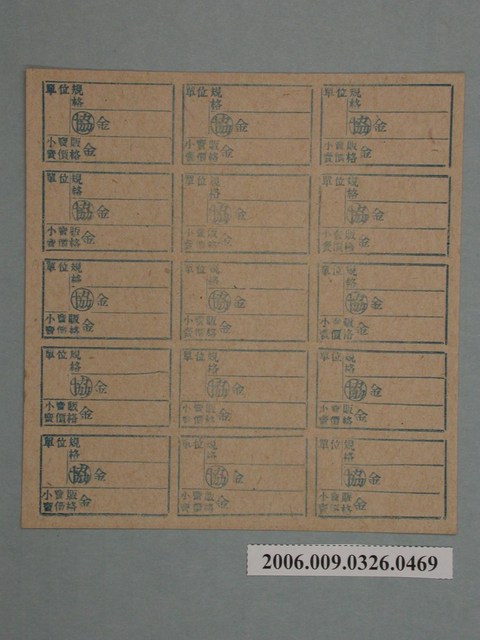 單位 規格
協 金
小賣販賣價格 金
單位 規格
協 金
小賣販賣價格 金
單位 規格
協 金
小賣販賣價格 金
單位 規格
協 金
小賣販賣價格 金
單位 規格
協 金
小賣販賣價格 金
單位 規格
協 金
小賣販賣價格 金
單位 規格
協 金
小賣販賣價格 金
單位 規格
協 金
小賣販賣價格 金
單位 規格
協 金
小賣販賣價格 金
單位 規格
協 金
小賣販賣價格 金
單位 規格
協 金
小賣販賣價格 金
單位 規格
協 金
小賣販賣價格 金
單位 規格
協 金
小賣販賣價格 金
單位 規格
協 金
小賣販賣價格 金
單位 規格
協 金
小賣販賣價格 金
2006.009.0326.0469